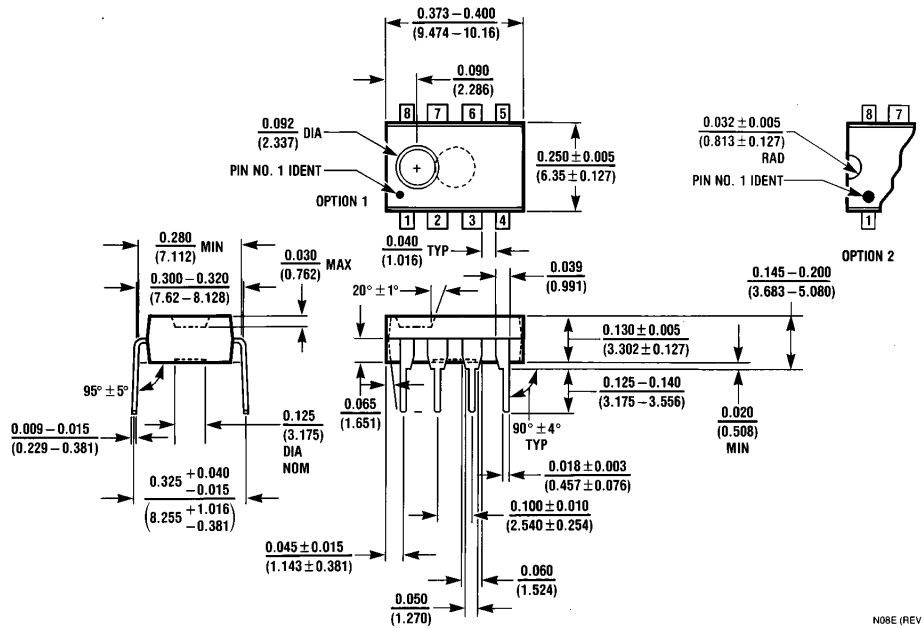 0.373 – 0.400
(9.474 – 10.16)
0.090
(2.286)
8 7 6 5
0.092 DIA
(2.337)
PIN NO. 1 IDENT
OPTION 1
0.250 ± 0.005
(6.35 ± 0.127)
1 2 3 4
8 7
0.032 ± 0.005
(0.813 ± 0.127)
RAD
PIN NO. 1 IDENT
1
OPTION 2
0.280 MIN
(7.112)
0.300 – 0.320
(7.62 – 8.128)
0.030 MAX
(0.762)
0.040 TYP
(1.016)
0.039
(0.991)
20° ± 1°
0.145 – 0.200
(3.683 – 5.080)
0.130 ± 0.005
(3.302 ± 0.127)
0.125 – 0.140
(3.175 – 3.556)
0.020
(0.508)
MIN
95° ± 5°
0.009 – 0.015
(0.229 – 0.381)
0.125
(3.175)
DIA
NOM
0.065
(1.651)
90° ± 4°
TYP
0.018 ± 0.003
(0.457 ± 0.076)
0.325 +0.040
−0.015
(8.255 +1.016
−0.381)
0.100 ± 0.010
(2.540 ± 0.254)
0.045 ± 0.015
(1.143 ± 0.381)
0.060
(1.524)
0.050
(1.270)
N08E (REV